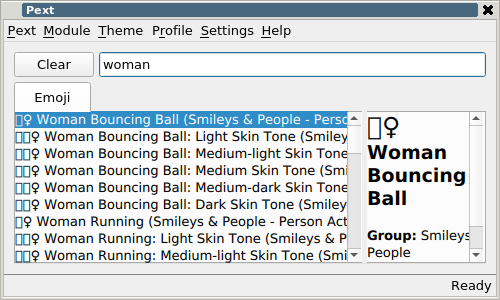 Pext
Pext Module Theme Profile Settings Help
Clear woman
Emoji
♀ Woman Bouncing Ball (Smileys & People - Perso
♀ Woman Bouncing Ball: Light Skin Tone (Smiley
♀ Woman Bouncing Ball: Medium-light Skin Tone
♀ Woman Bouncing Ball: Medium Skin Tone (Smi
♀ Woman Bouncing Ball: Medium-dark Skin Tone
♀ Woman Bouncing Ball: Dark Skin Tone (Smiley
♀ Woman Running (Smileys & People - Person Act
♀ Woman Running: Light Skin Tone (Smileys & P
♀ Woman Running: Medium-light Skin Tone (Smi
♀
Woman
Bouncing
Ball
Group: Smileys
People
Ready